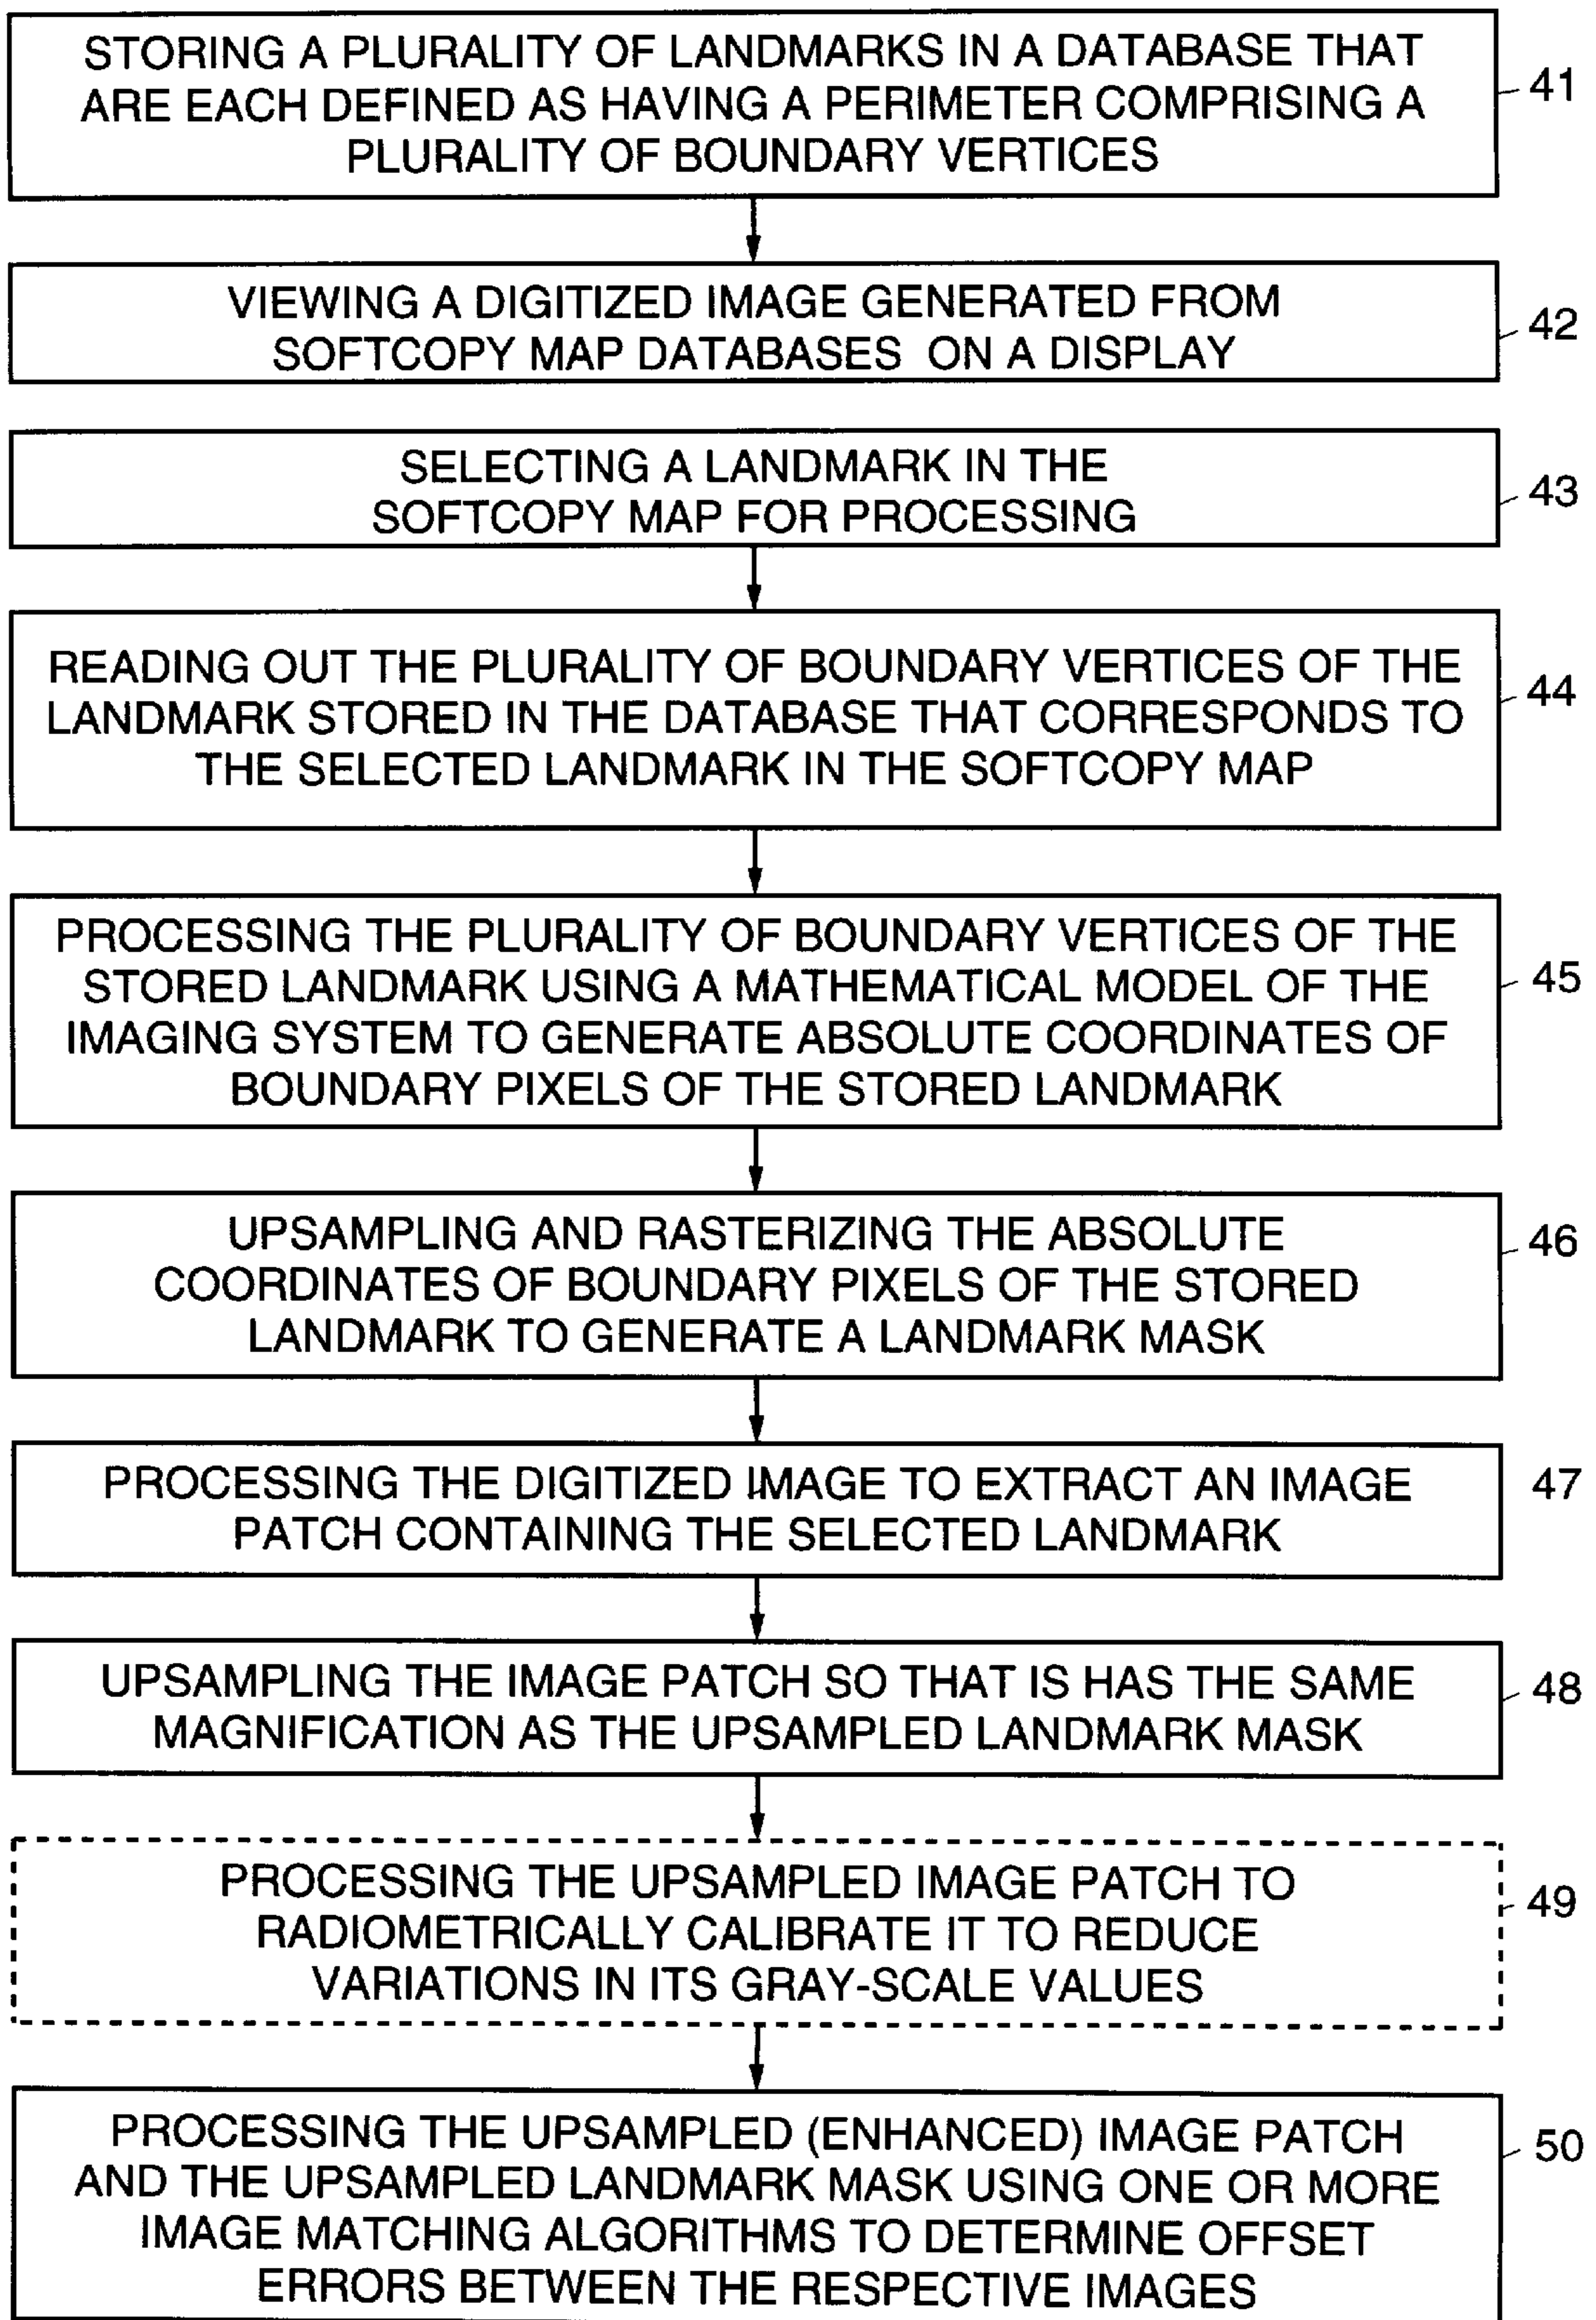 STORING A PLURALITY OF LANDMARKS IN A DATABASE THAT
ARE EACH DEFINED AS HAVING A PERIMETER COMPRISING A
PLURALITY OF BOUNDARY VERTICES
41
VIEWING A DIGITIZED IMAGE GENERATED FROM
SOFTCOPY MAP DATABASES ON A DISPLAY
42
SELECTING A LANDMARK IN THE
SOFTCOPY MAP FOR PROCESSING
43
READING OUT THE PLURALITY OF BOUNDARY VERTICES OF THE
LANDMARK STORED IN THE DATABASE THAT CORRESPONDS TO
THE SELECTED LANDMARK IN THE SOFTCOPY MAP
44
PROCESSING THE PLURALITY OF BOUNDARY VERTICES OF THE
STORED LANDMARK USING A MATHEMATICAL MODEL OF THE
IMAGING SYSTEM TO GENERATE ABSOLUTE COORDINATES OF
BOUNDARY PIXELS OF THE STORED LANDMARK
45
UPSAMPLING AND RASTERIZING THE ABSOLUTE
COORDINATES OF BOUNDARY PIXELS OF THE STORED
LANDMARK TO GENERATE A LANDMARK MASK
46
PROCESSING THE DIGITIZED IMAGE TO EXTRACT AN IMAGE
PATCH CONTAINING THE SELECTED LANDMARK
47
UPSAMPLING THE IMAGE PATCH SO THAT IS HAS THE SAME
MAGNIFICATION AS THE UPSAMPLED LANDMARK MASK
48
PROCESSING THE UPSAMPLED IMAGE PATCH TO
RADIOMETRICALLY CALIBRATE IT TO REDUCE
VARIATIONS IN ITS GRAY-SCALE VALUES
49
PROCESSING THE UPSAMPLED (ENHANCED) IMAGE PATCH
AND THE UPSAMPLED LANDMARK MASK USING ONE OR MORE
IMAGE MATCHING ALGORITHMS TO DETERMINE OFFSET
ERRORS BETWEEN THE RESPECTIVE IMAGES
50